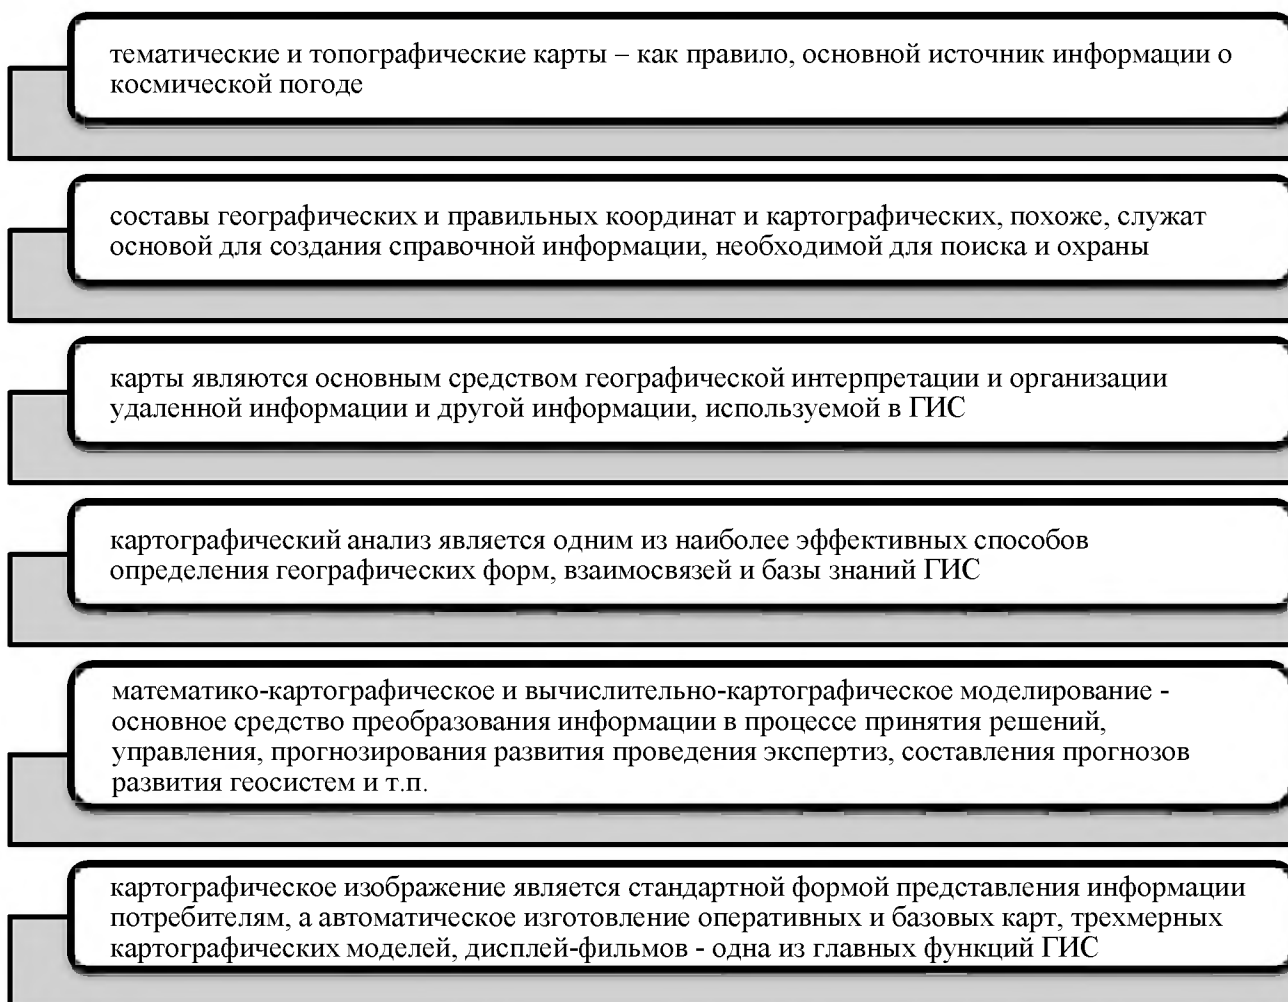 тематические и топографические карты – как правило, основной источник информации о
космической погоде
составы географических и правильных координат и картографических, похоже, служат
основой для создания справочной информации, необходимой для поиска и охраны
карты являются основным средством географической интерпретации и организации
удаленной информации и другой информации, используемой в ГИС
картографический анализ является одним из наиболее эффективных способов
определения географических форм, взаимосвязей и базы знаний ГИС
математико-картографическое и вычислительно-картографическое моделирование -
основное средство преобразования информации в процессе принятия решений,
управления, прогнозирования развития проведения экспертиз, составления прогнозов
развития геосистем и т.п.
картографическое изображение является стандартной формой представления информации
потребителям, а автоматическое изготовление оперативных и базовых карт, трехмерных
картографических моделей, дисплей-фильмов - одна из главных функций ГИС